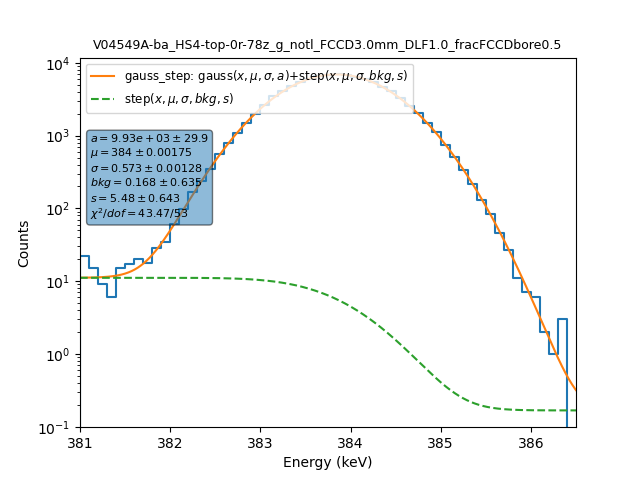 V04549A-ba_HS4-top-0r-78z_g_notl_FCCD3.0mm_DLF1.0_fracFCCDbore0.5
gauss_step: gauss(x, μ, σ, a)+step(x, μ, σ, bkg, s)
step(x, μ, σ, bkg, s)
a = 9.93e + 03 ± 29.9
μ = 384 ± 0.00175
σ = 0.573 ± 0.00128
bkg = 0.168 ± 0.635
s = 5.48 ± 0.643
χ²/dof = 43.47/53
10⁴
10³
10²
10¹
10⁰
10⁻¹
Counts
381 382 383 384 385 386
Energy (keV)